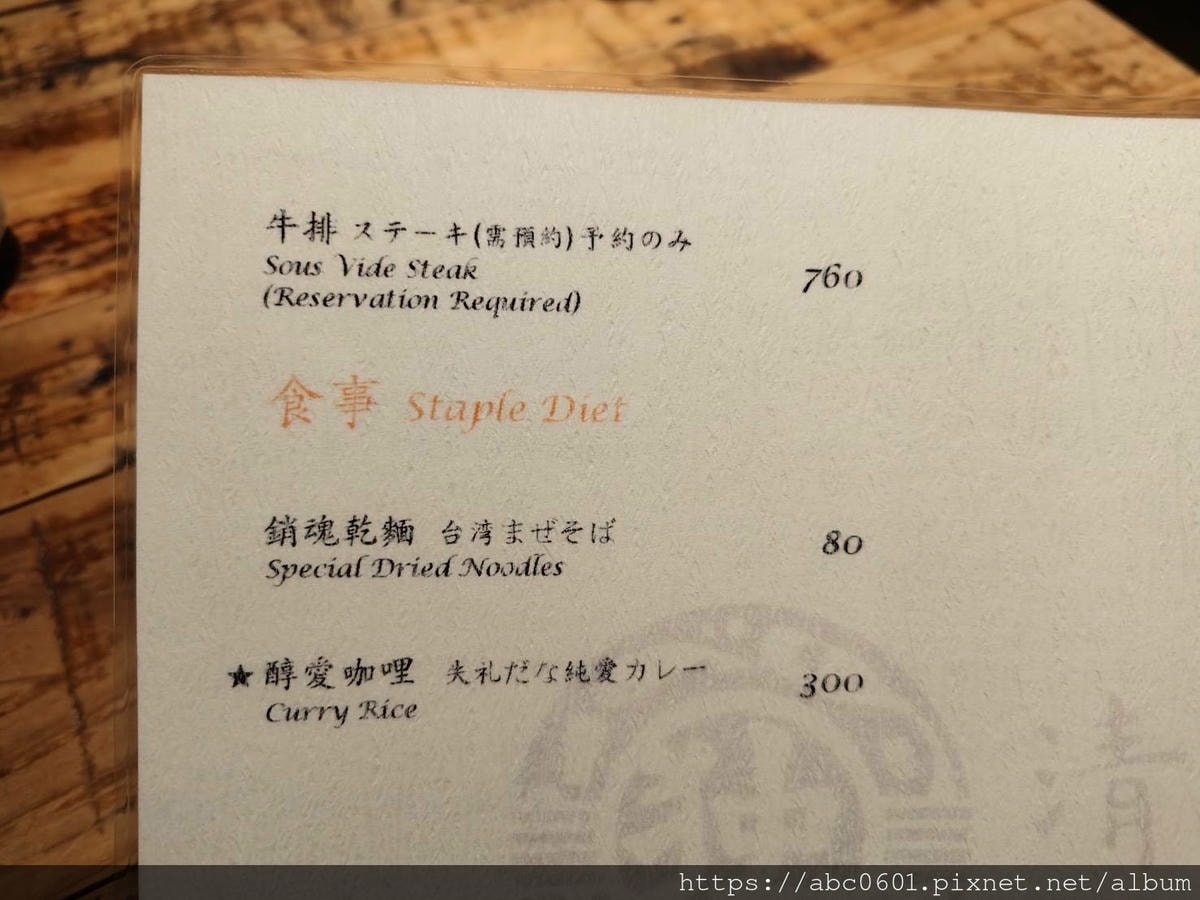 牛排 ステーキ(需預約)予約のみ
Sous Vide Steak
(Reservation Required)
760
食事 Staple Diet
銷魂乾麵 台湾まぜそば
Special Dried Noodles
80
★醇愛咖哩 失礼だな純愛カレー
Curry Rice
300
https://abc0601.pixnet.net/album